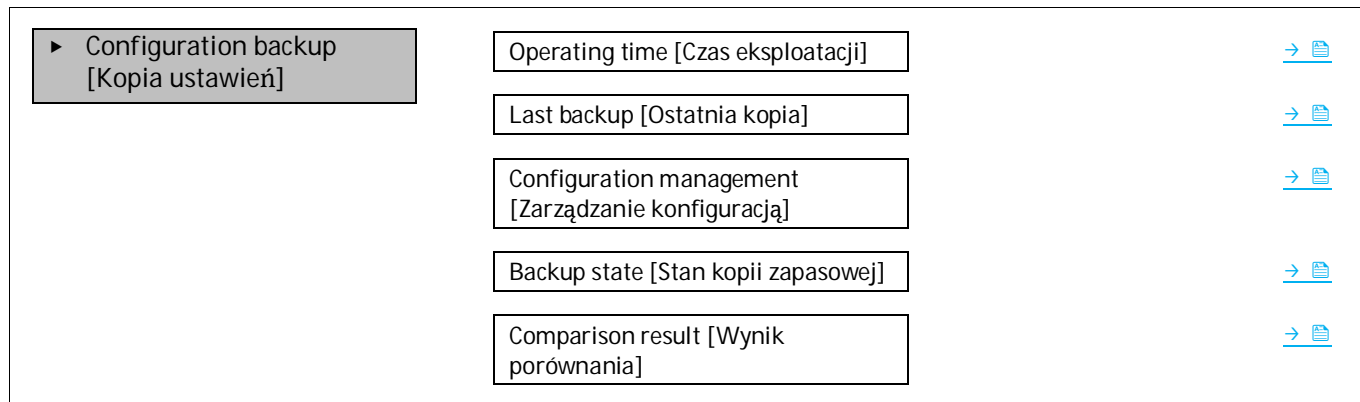 ▶ Configuration backup
[Kopia ustawień]
Operating time [Czas eksploatacji]
→ 🖹
Last backup [Ostatnia kopia]
→ 🖹
Configuration management
[Zarządzanie konfiguracją]
→ 🖹
Backup state [Stan kopii zapasowej]
→ 🖹
Comparison result [Wynik
porównania]
→ 🖹